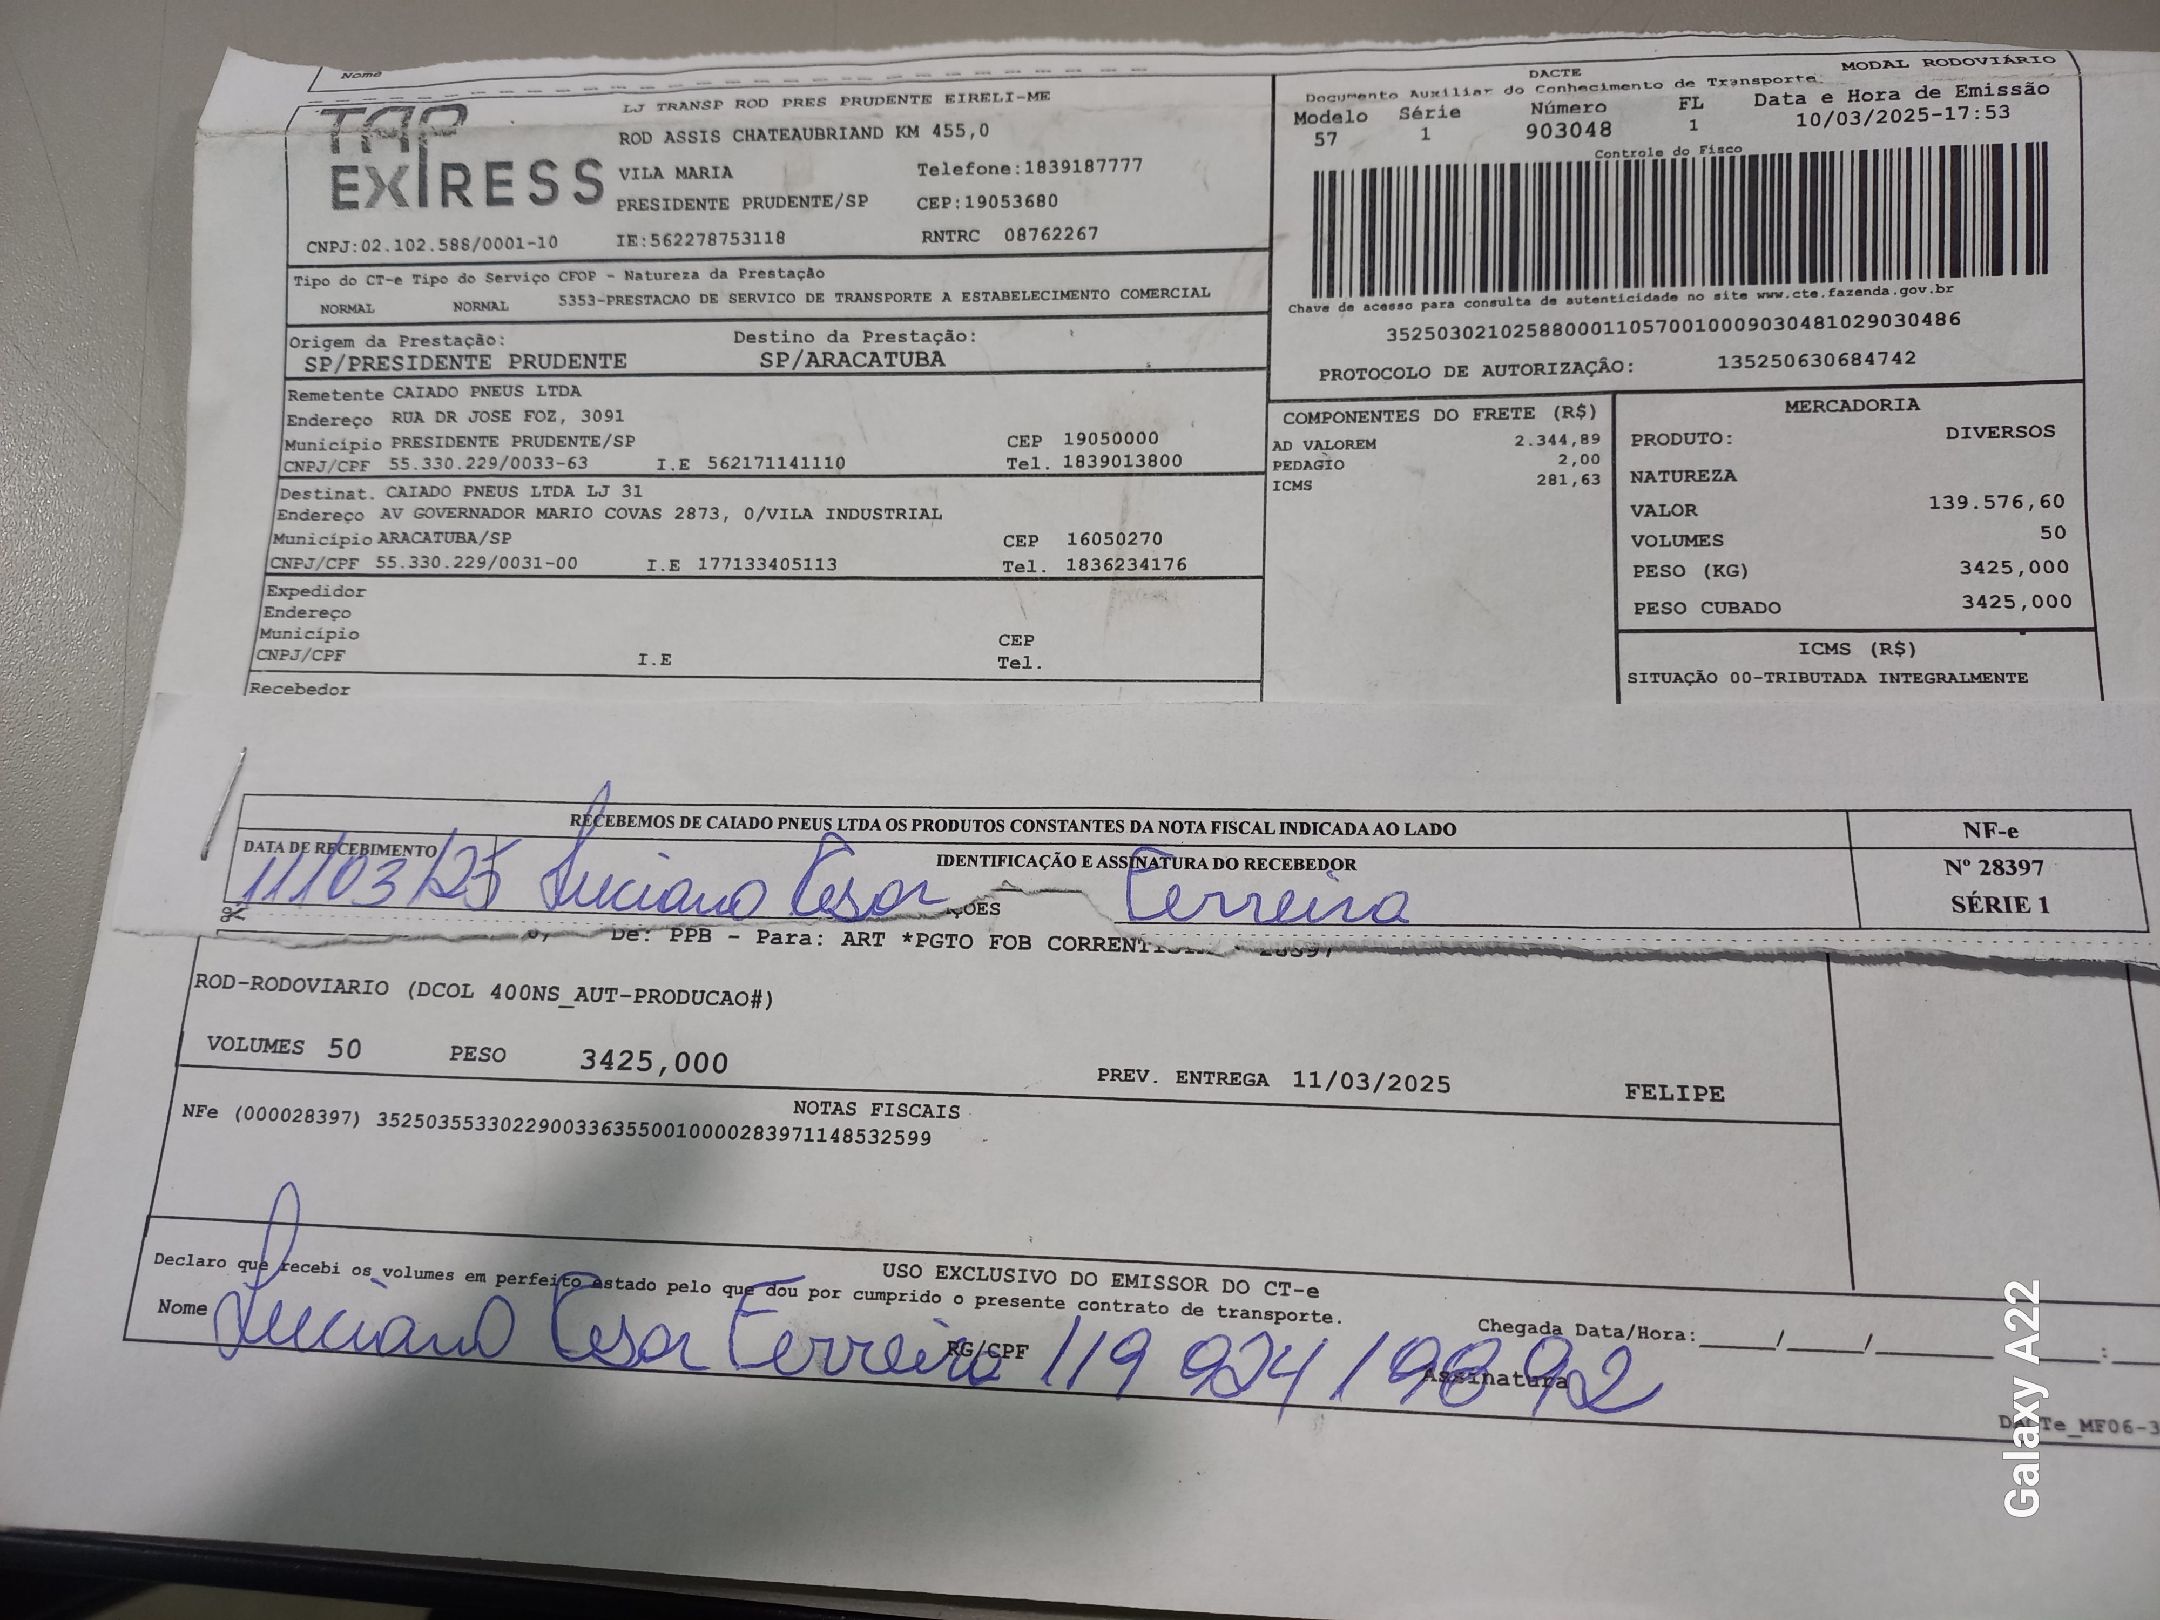 Nome
TAP EXPRESS
LJ TRANSP ROD PRES PRUDENTE EIRELI-ME
ROD ASSIS CHATEAUBRIAND KM 455,0
VILA MARIA Telefone:1839187777
PRESIDENTE PRUDENTE/SP CEP:19053680
CNPJ:02.102.588/0001-10 IE:562278753118 RNTRC 08762267
DACTE MODAL RODOVIÁRIO
Documento Auxiliar do Conhecimento de Transporte.
Modelo Série Número FL Data e Hora de Emissão
57 1 903048 1 10/03/2025-17:53
Controle do Fisco
Chave de acesso para consulta de autenticidade no site www.cte.fazenda.gov.br
35250302102588000110570010009030481029030486
PROTOCOLO DE AUTORIZAÇÂO: 135250630684742
Tipo do CT-e Tipo do Serviço CFOP - Natureza da Prestação
NORMAL NORMAL 5353-PRESTACAO DE SERVICO DE TRANSPORTE A ESTABELECIMENTO COMERCIAL
Origem da Prestação: Destino da Prestação:
SP/PRESIDENTE PRUDENTE SP/ARACATUBA
Remetente CAIADO PNEUS LTDA
Endereço RUA DR JOSE FOZ, 3091
Município PRESIDENTE PRUDENTE/SP CEP 19050000
CNPJ/CPF 55.330.229/0033-63 I.E 562171141110 Tel. 1839013800
Destinat. CAIADO PNEUS LTDA LJ 31
Endereço AV GOVERNADOR MARIO COVAS 2873, 0/VILA INDUSTRIAL
Município ARACATUBA/SP CEP 16050270
CNPJ/CPF 55.330.229/0031-00 I.E 177133405113 Tel. 1836234176
Expedidor
Endereço
Município CEP
CNPJ/CPF I.E Tel.
Recebedor
COMPONENTES DO FRETE (R$)
AD VALOREM 2.344,89
PEDAGIO 2,00
ICMS 281,63
MERCADORIA
PRODUTO: DIVERSOS
NATUREZA
VALOR 139.576,60
VOLUMES 50
PESO (KG) 3425,000
PESO CUBADO 3425,000
ICMS (R$)
SITUAÇÃO 00-TRIBUTADA INTEGRALMENTE
RECEBEMOS DE CAIADO PNEUS LTDA OS PRODUTOS CONSTANTES DA NOTA FISCAL INDICADA AO LADO
NF-e
Nº 28397
SÉRIE 1
DATA DE RECEBIMENTO IDENTIFICAÇÃO E ASSINATURA DO RECEBEDOR
11/03/25 Luciano Cesar Ferreira
ÇÕES
De: PPB - Para: ART *PGTO FOB CORRENTI 28397
ROD-RODOVIARIO (DCOL 400NS_AUT-PRODUCAO#)
VOLUMES 50 PESO 3425,000 PREV. ENTREGA 11/03/2025 FELIPE
NOTAS FISCAIS
NFe (000028397) 35250355330229003363550010000283971148532599
USO EXCLUSIVO DO EMISSOR DO CT-e
Declaro que recebi os volumes em perfeito estado pelo que dou por cumprido o presente contrato de transporte.
Nome Luciano Cesar Ferreira RG/CPF 119 924 198 92 Assinatura
Chegada Data/Hora:_____/_____/________ ____:___
DACTe_MF06-3
Galaxy A22